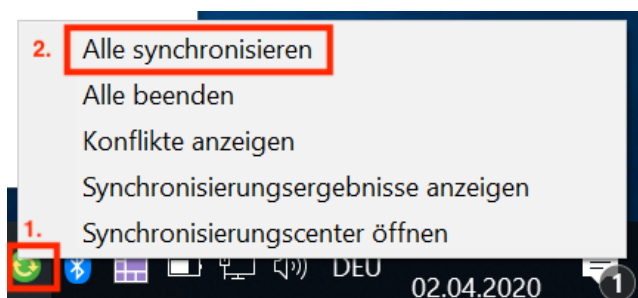 2. Alle synchronisieren
Alle beenden
Konflikte anzeigen
Synchronisierungsergebnisse anzeigen
1. Synchronisierungscenter öffnen
DEU
02.04.2020
1